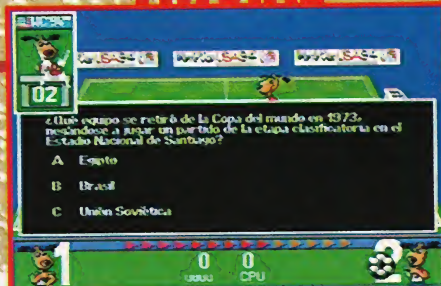 02
¿Qué equipo se retiró de la Copa del mundo en 1973,
negándose a jugar un partido de la etapa clasificatoria en el
Estadio Nacional de Santiago?
A Egipto
B Brasil
C Unión Soviética
1 0 0 2
CPU